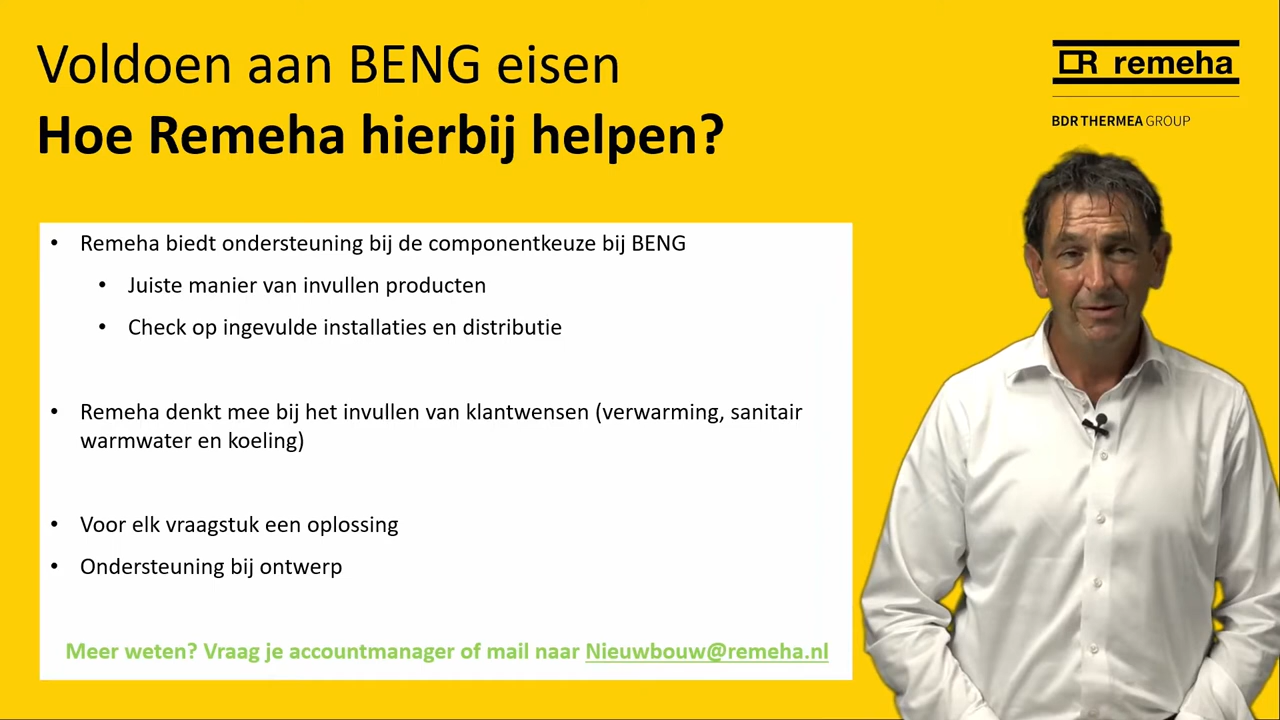 Voldoen aan BENG eisen
Hoe Remeha hierbij helpen?
remeha
BDR THERMEA GROUP
• Remeha biedt ondersteuning bij de componentkeuze bij BENG
• Juiste manier van invullen producten
• Check op ingevulde installaties en distributie
• Remeha denkt mee bij het invullen van klantwensen (verwarming, sanitair
warmwater en koeling)
• Voor elk vraagstuk een oplossing
• Ondersteuning bij ontwerp
Meer weten? Vraag je accountmanager of mail naar Nieuwbouw@remeha.nl